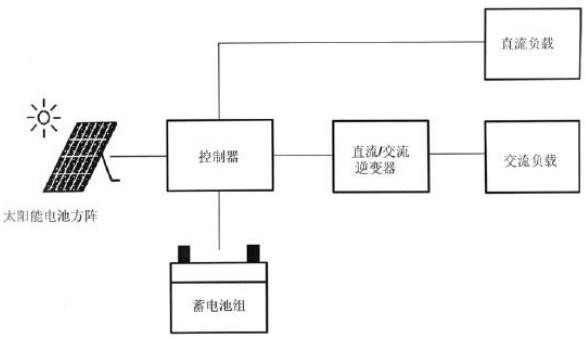 直流负载
控制器
直流/交流
逆变器
交流负载
太阳能电池方阵
蓄电池组